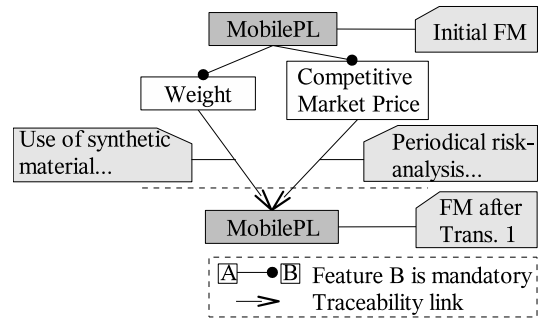 MobilePL
Initial FM
Weight
Competitive
Market Price
Use of synthetic
material...
Periodical risk-
analysis...
MobilePL
FM after
Trans. 1
A B Feature B is mandatory
Traceability link